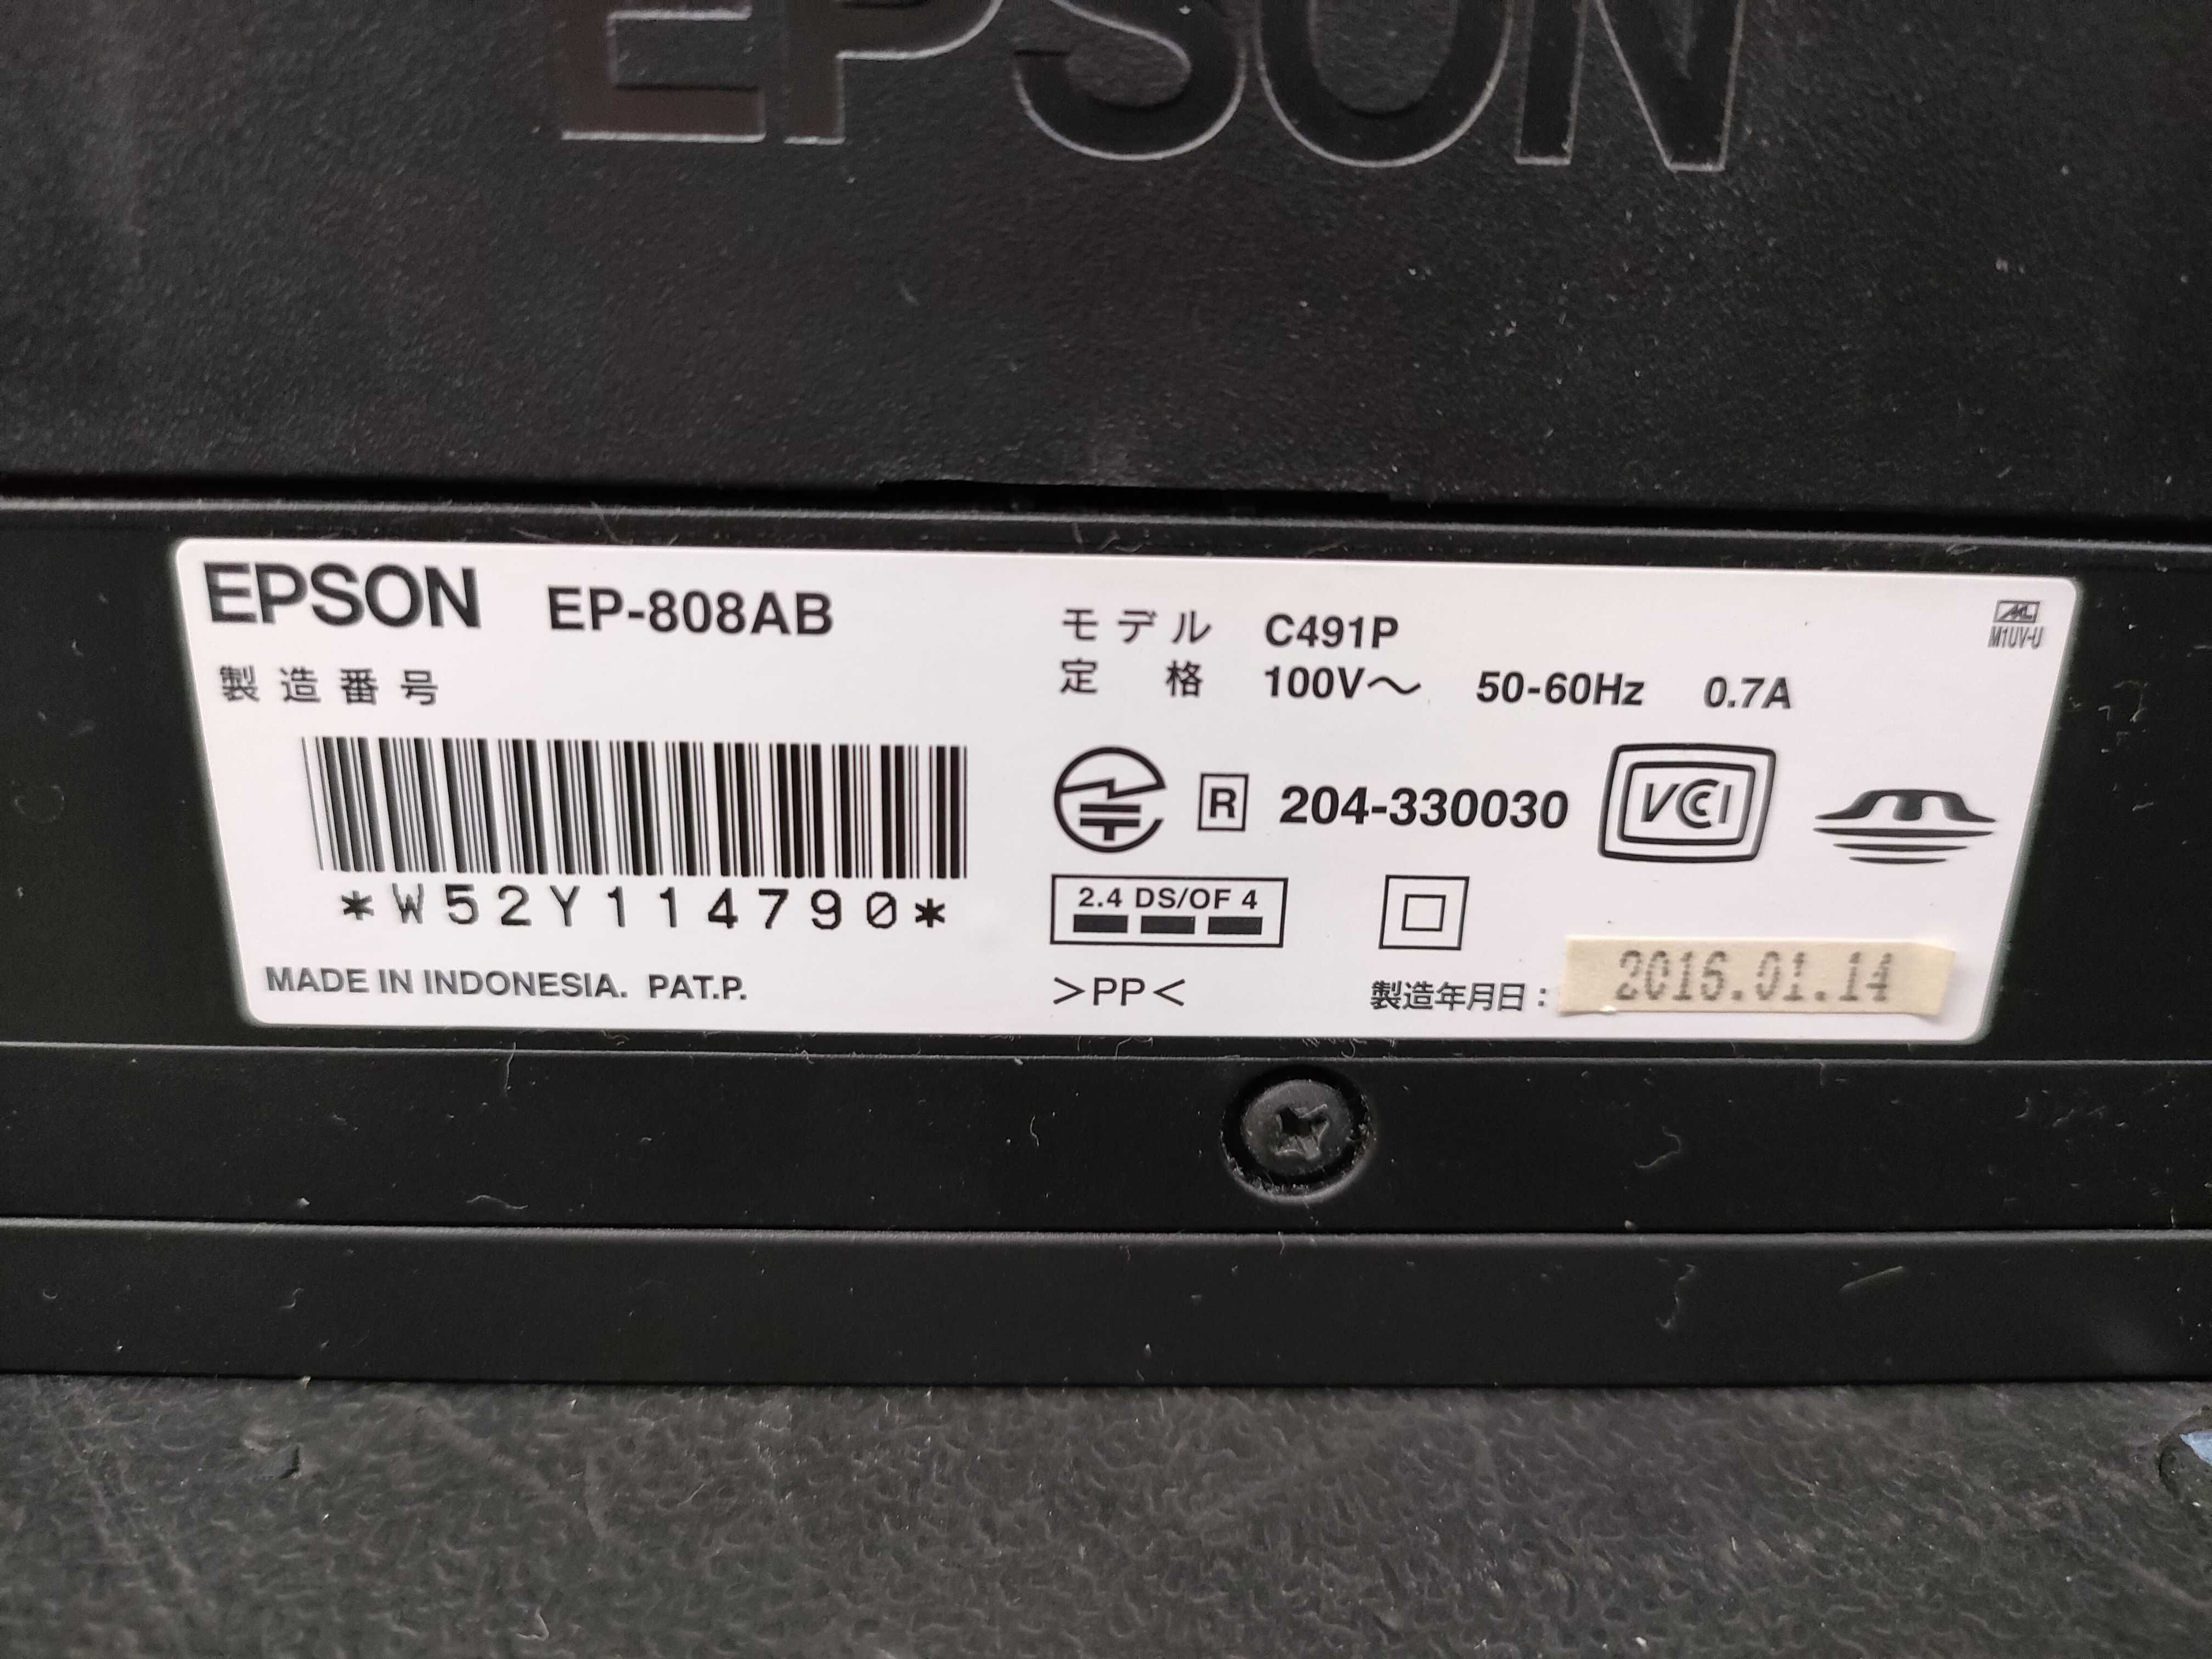 EPSON
EPSON EP-808AB
製造番号
*W52Y114790*
MADE IN INDONESIA. PAT.P.
モデル C491P
定格 100V～ 50-60Hz 0.7A
R 204-330030 VCCI
2.4 DS/OF 4
>PP<
製造年月日： 2016.01.14
M1UV-U